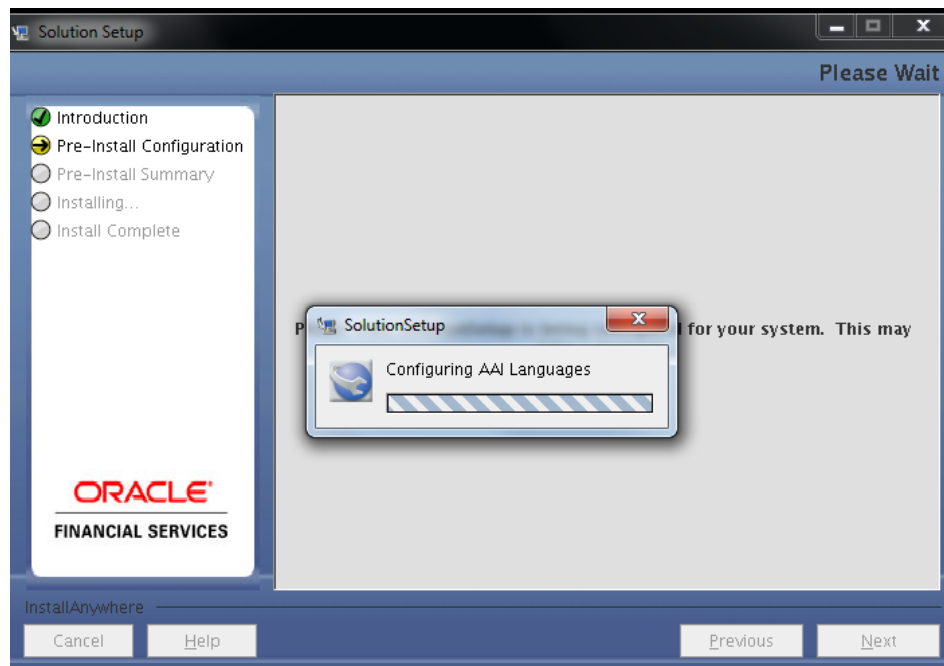 Solution Setup
Please Wait
Introduction
Pre-Install Configuration
Pre-Install Summary
Installing...
Install Complete
P
for your system. This may
SolutionSetup
Configuring AAI Languages
ORACLE
FINANCIAL SERVICES
InstallAnywhere
Cancel
Help
Previous
Next